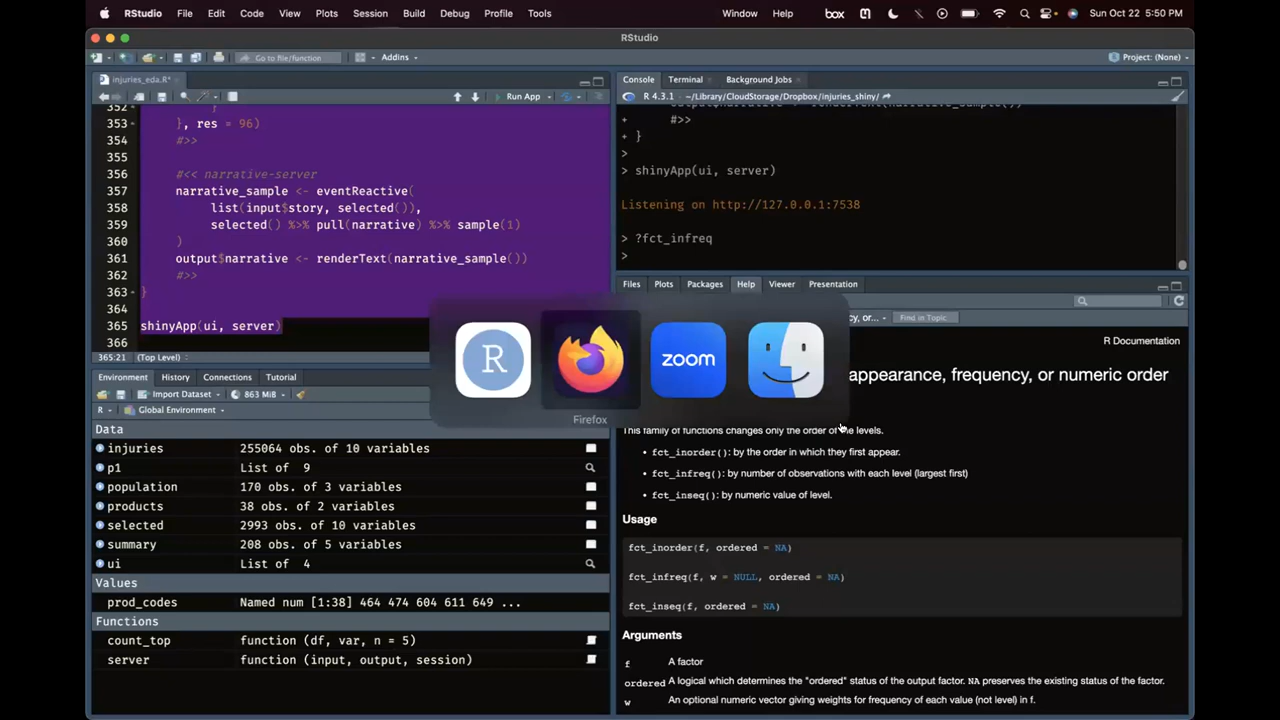 RStudio File Edit Code View Plots Session Build Debug Profile Tools Window Help box Sun Oct 22 5:50 PM
RStudio
Go to file/function Addins Project: (None)
injuries_eda.R*
Run App
352 }
353 }, res = 96)
354 #>>
355
356 #<< narrative-server
357 narrative_sample <- eventReactive(
358 list(input$story, selected()),
359 selected() %>% pull(narrative) %>% sample(1)
360 )
361 output$narrative <- renderText(narrative_sample())
362 #>>
363 }
364
365 shinyApp(ui, server)
366
365:21 (Top Level)
Console Terminal Background Jobs
R 4.3.1 · ~/Library/CloudStorage/Dropbox/injuries_shiny/
+ #>>
+ }
>
> shinyApp(ui, server)
Listening on http://127.0.0.1:7538
> ?fct_infreq
>
Firefox
zoom
Environment History Connections Tutorial
Import Dataset 863 MiB
R Global Environment
Data
injuries 255064 obs. of 10 variables
p1 List of 9
population 170 obs. of 3 variables
products 38 obs. of 2 variables
selected 2993 obs. of 10 variables
summary 208 obs. of 5 variables
ui List of 4
Values
prod_codes Named num [1:38] 464 474 604 611 649 ...
Functions
count_top function (df, var, n = 5)
server function (input, output, session)
Files Plots Packages Help Viewer Presentation
cy, or... Find in Topic
R Documentation
appearance, frequency, or numeric order
This family of functions changes only the order of the levels.
• fct_inorder(): by the order in which they first appear.
• fct_infreq(): by number of observations with each level (largest first)
• fct_inseq(): by numeric value of level.
Usage
fct_inorder(f, ordered = NA)
fct_infreq(f, w = NULL, ordered = NA)
fct_inseq(f, ordered = NA)
Arguments
f A factor
ordered A logical which determines the "ordered" status of the output factor. NA preserves the existing status of the factor.
w An optional numeric vector giving weights for frequency of each value (not level) in f.